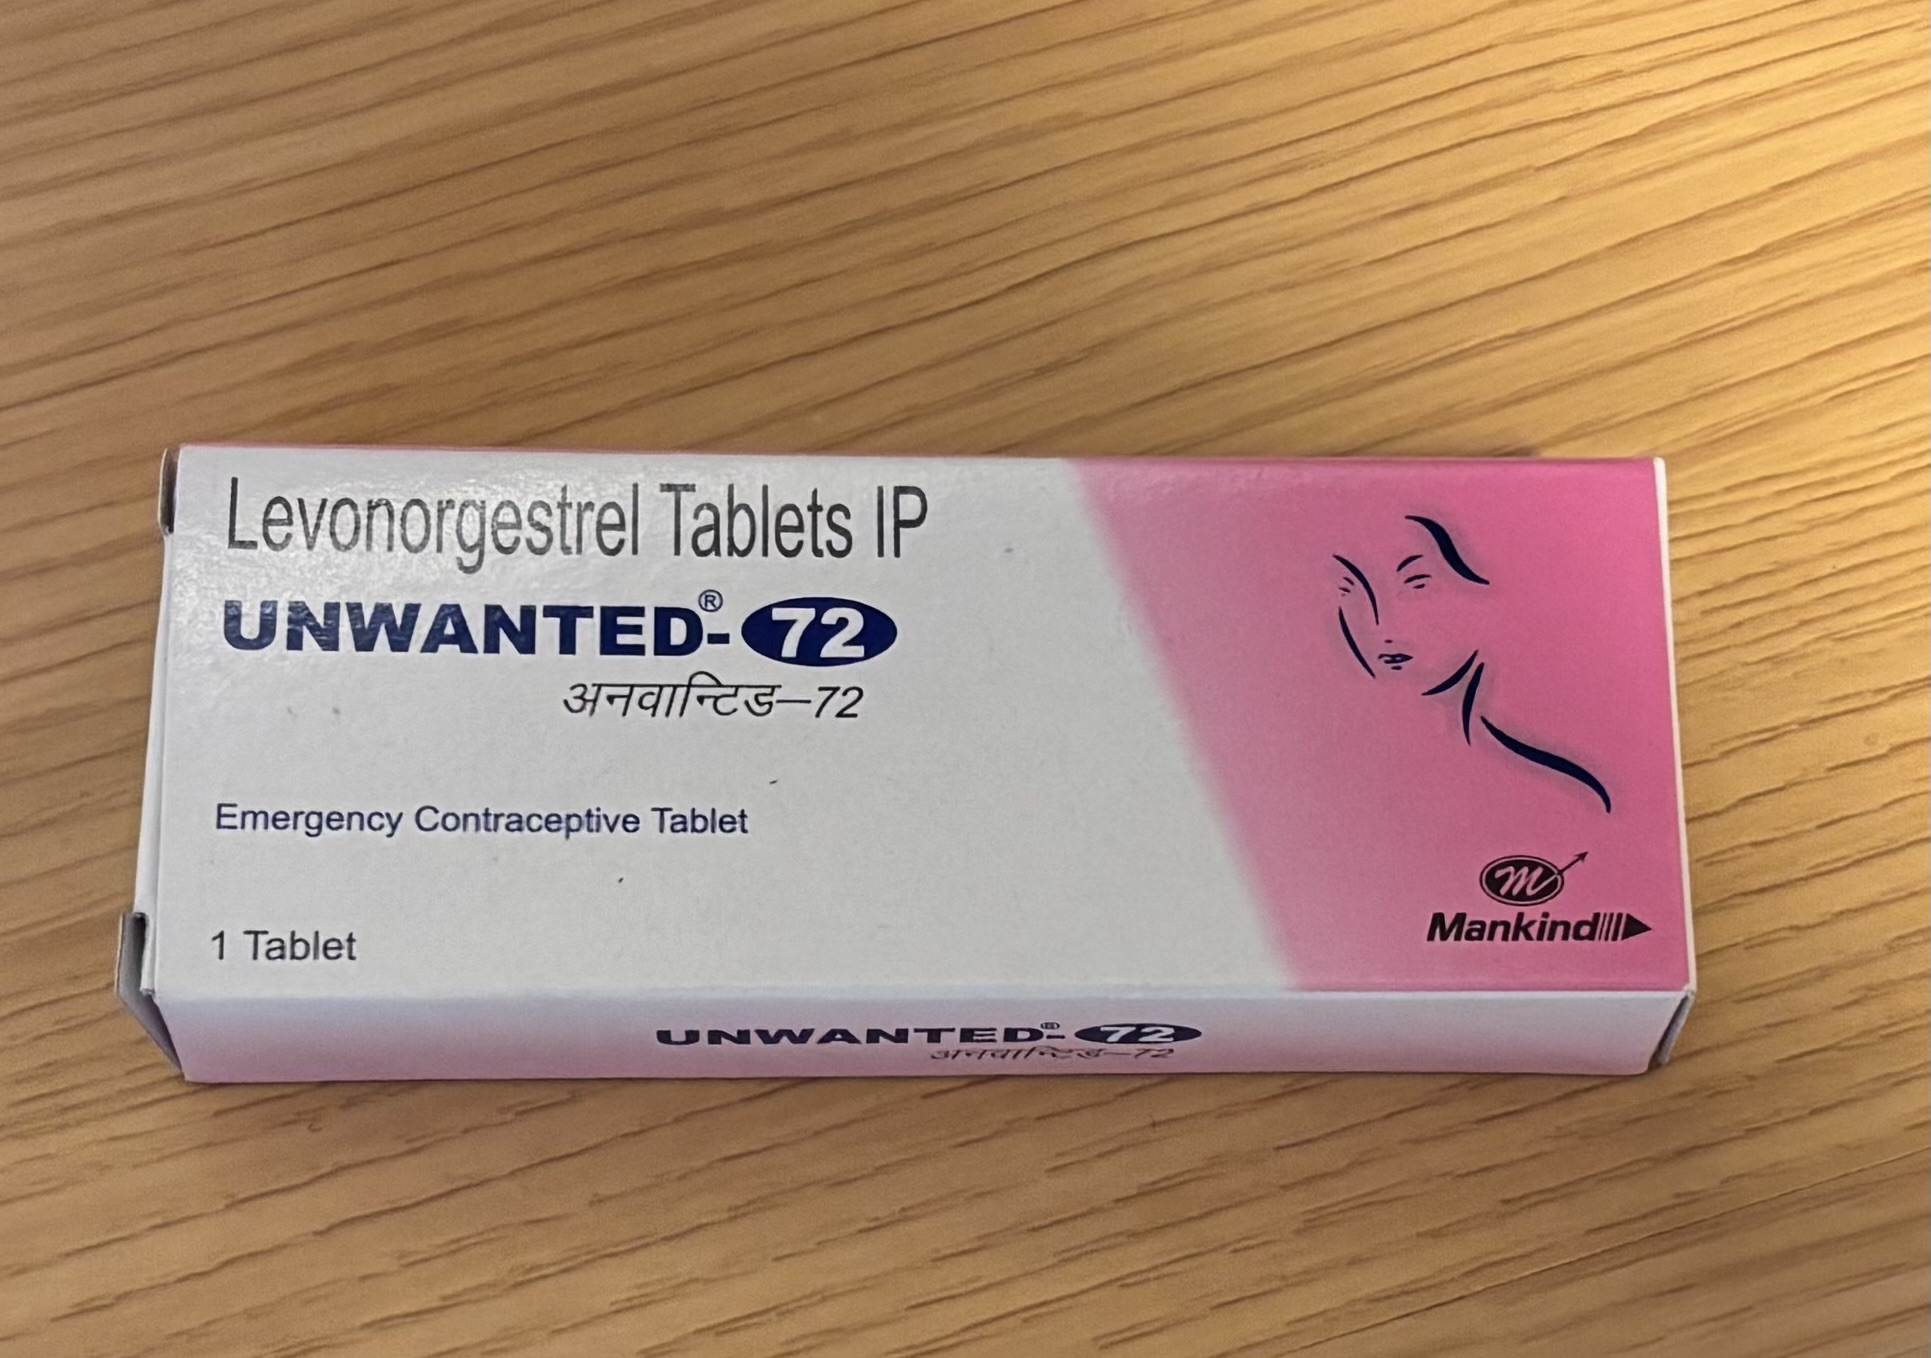 Levonorgestrel Tablets IP
UNWANTED®-72
अनवान्टिड–72
Emergency Contraceptive Tablet
1 Tablet
m
Mankind
UNWANTED®-72
अनवान्टिड–72